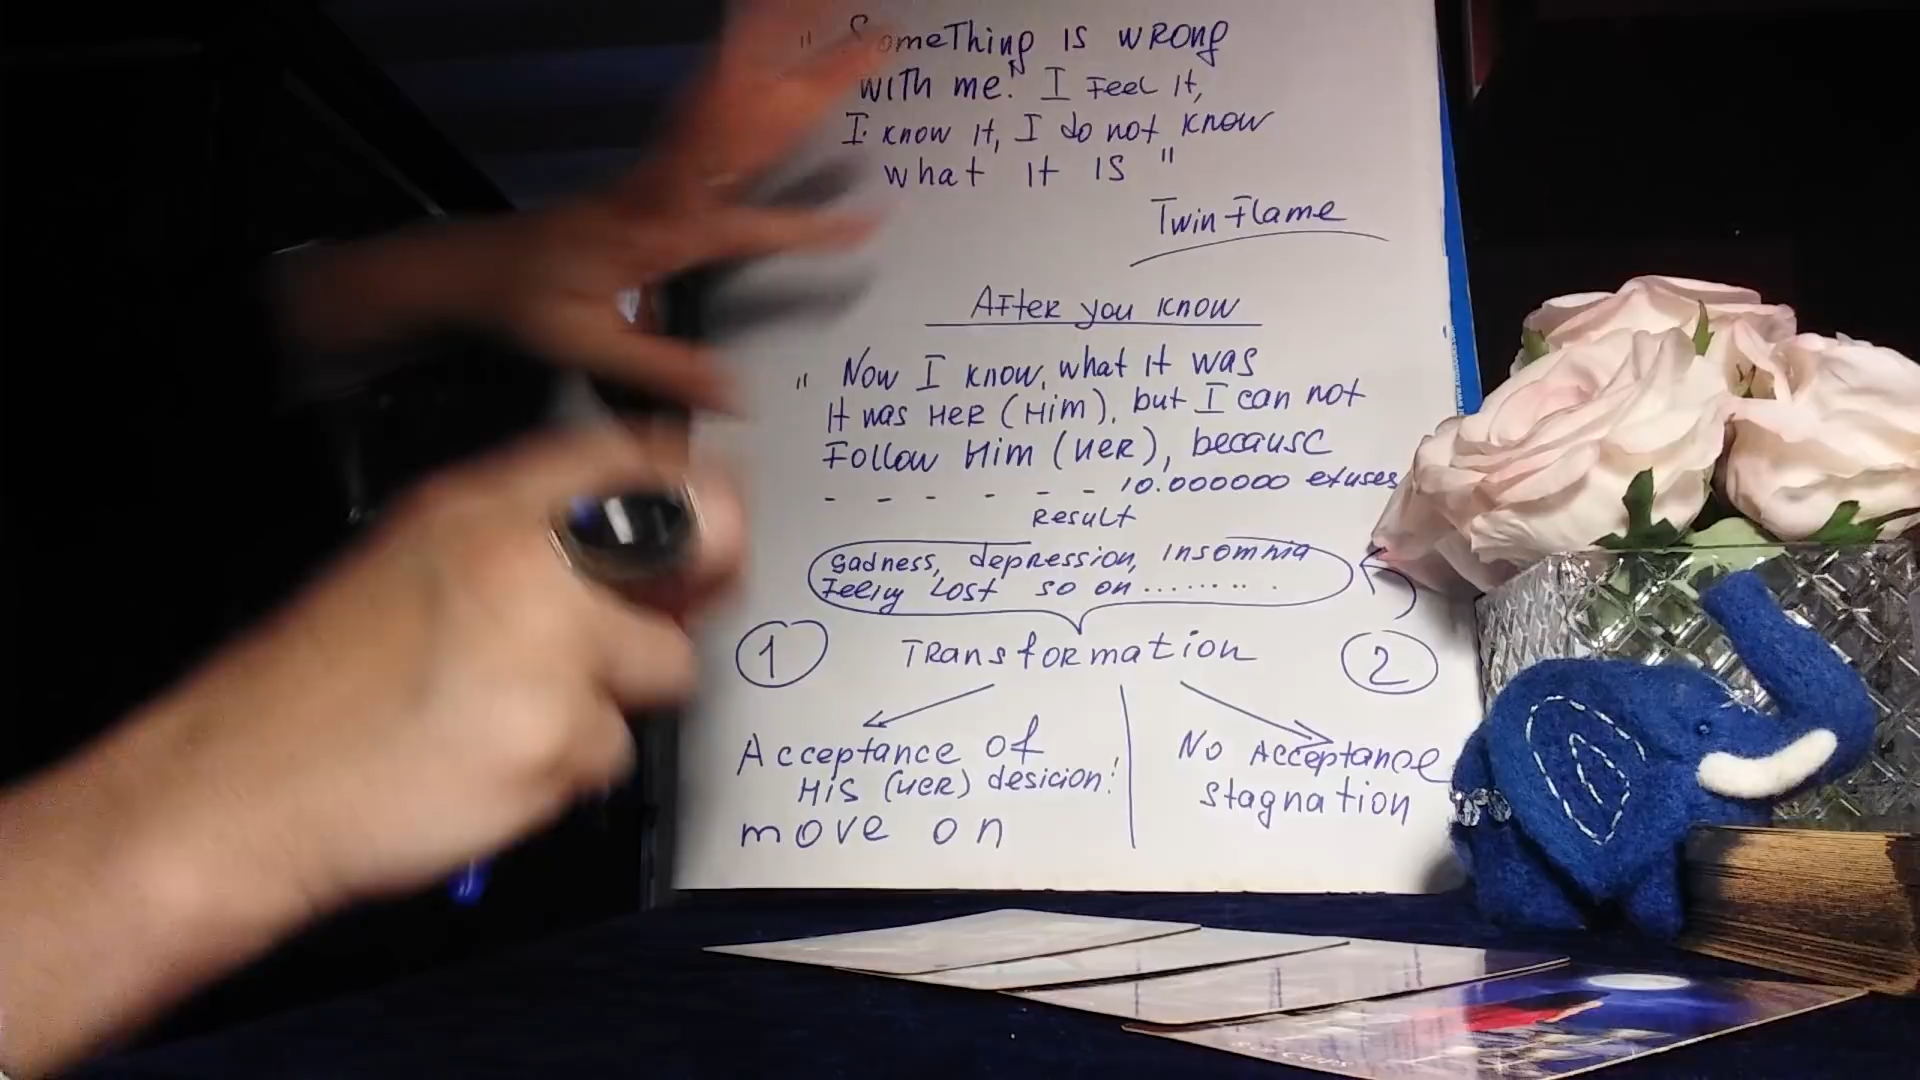 " Something is wrong
with me!" I feel it,
I know it, I do not know
what it is "
Twin Flame
After you know
" Now I know, what it was
It was Her (Him), but I can not
Follow Him (Her), because
- - - - - - 10.000000 exuses
Result
sadness, depression, insomnia
Feelig Lost so on ........
1 Transformation 2
Acceptance of
His (Her) desicion!
move on
No Acceptance
stagnation